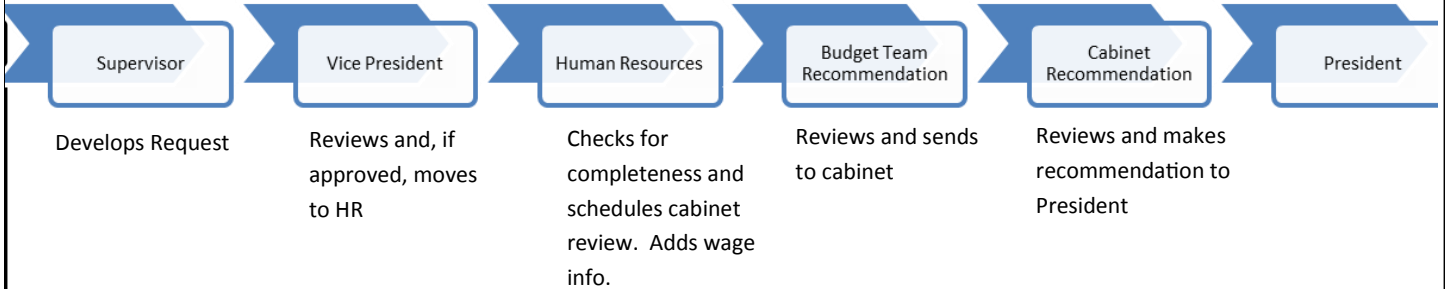 Supervisor
Develops Request
Vice President
Reviews and, if
approved, moves
to HR
Human Resources
Checks for
completeness and
schedules cabinet
review.  Adds wage
info.
Budget Team
Recommendation
Reviews and sends
to cabinet
Cabinet
Recommendation
Reviews and makes
recommendation to
President
President